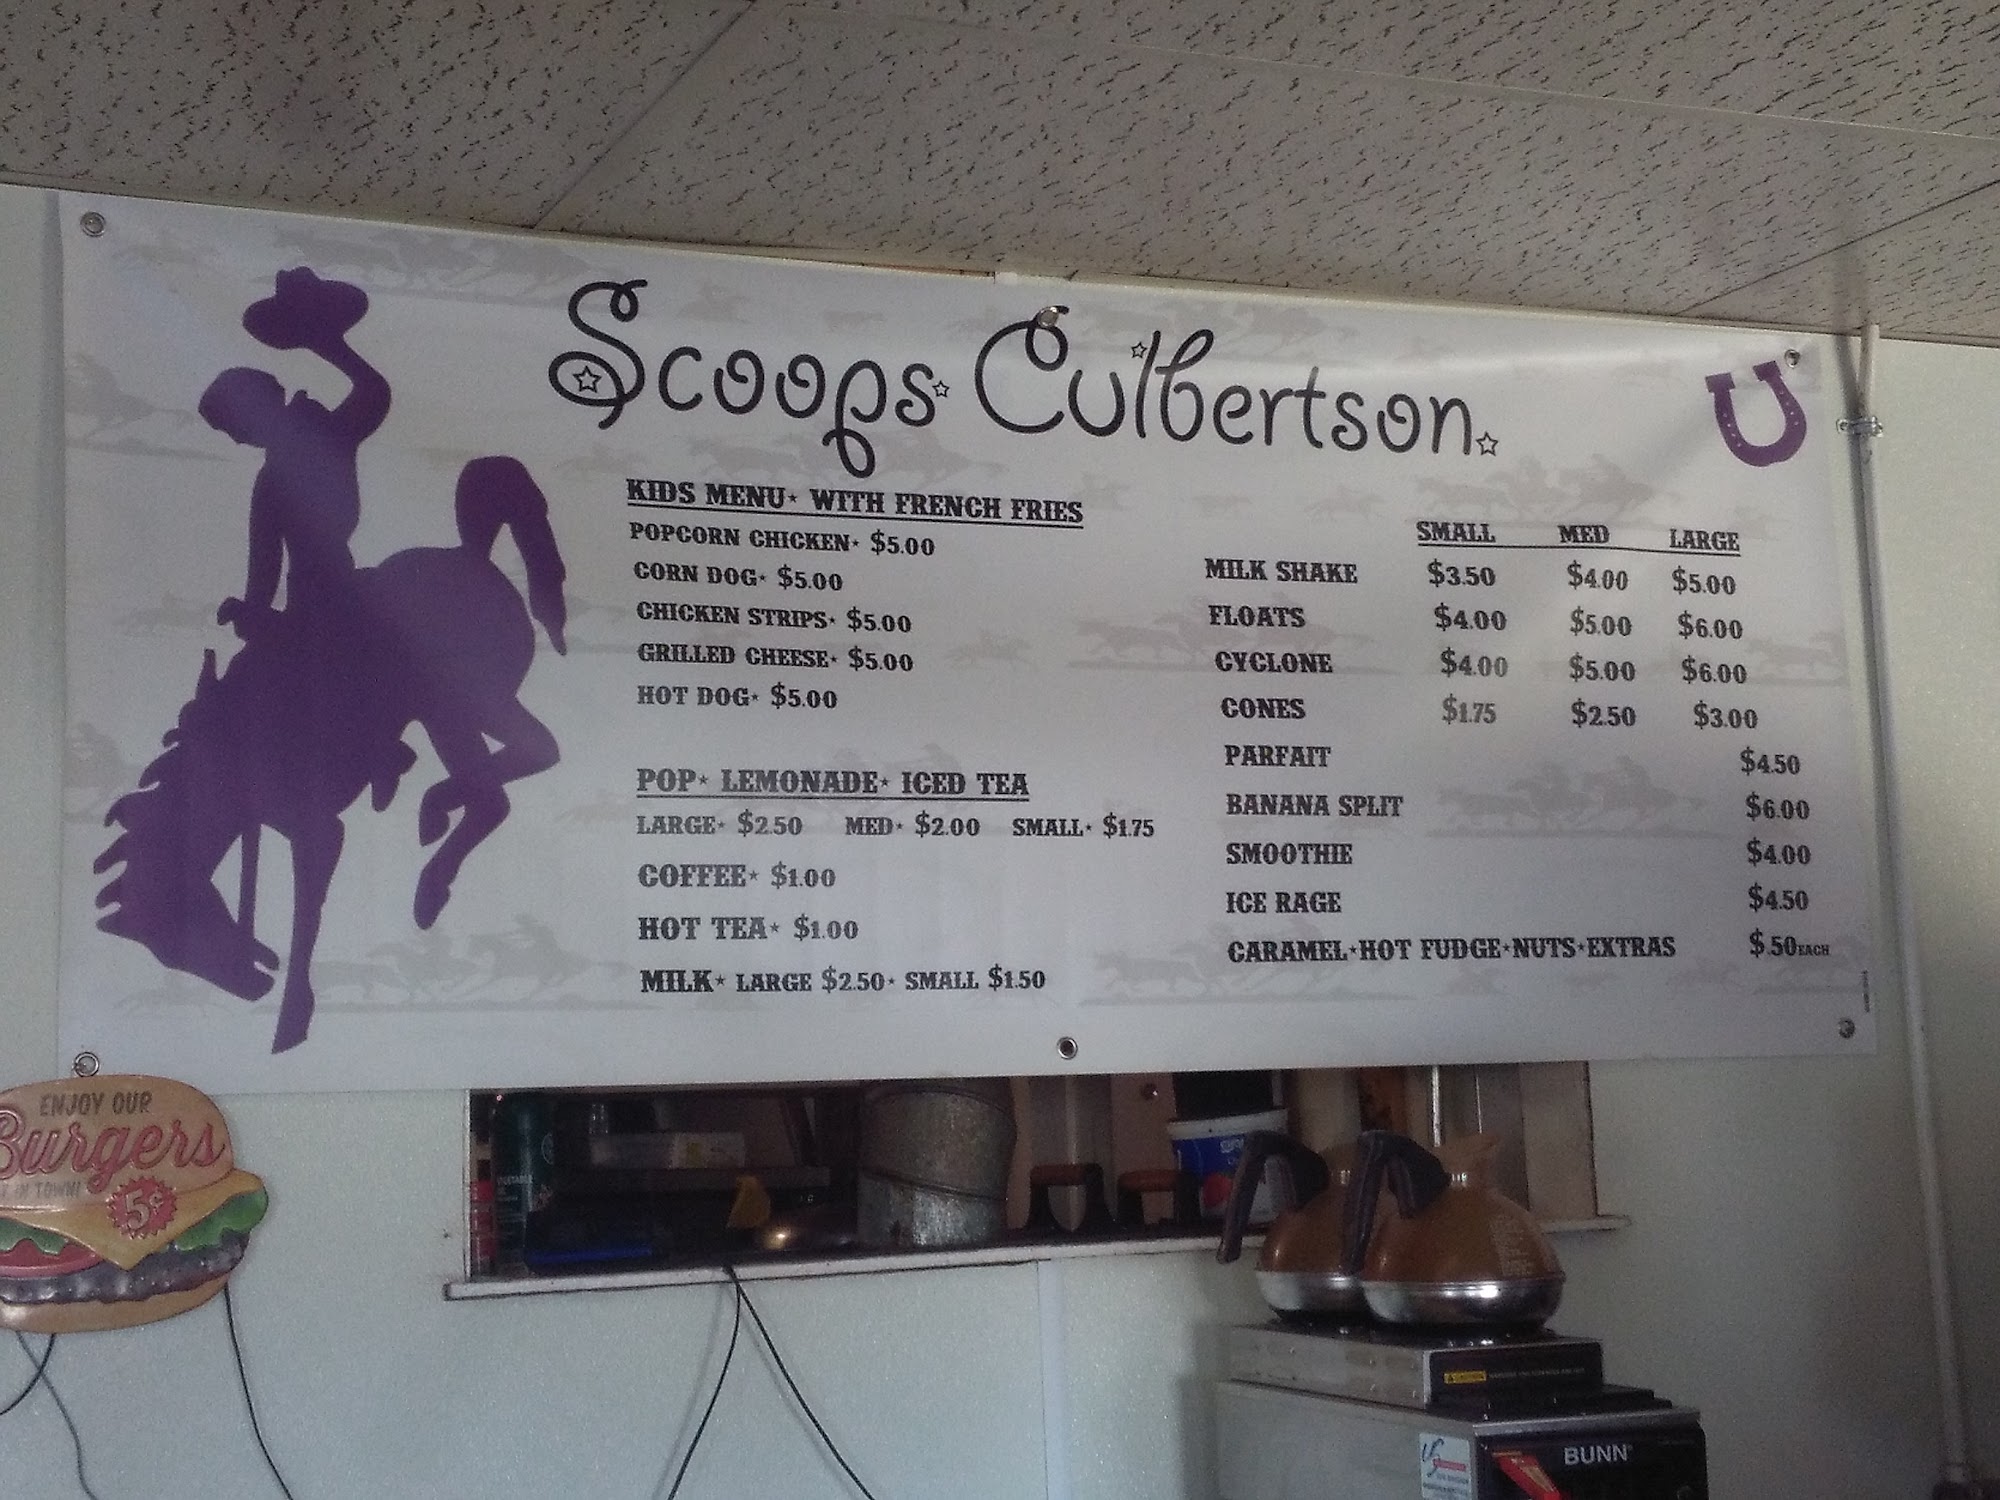 Scoops Culbertson
KIDS MENU⋆ WITH FRENCH FRIES
POPCORN CHICKEN⋆ $5.00
CORN DOG⋆ $5.00
CHICKEN STRIPS⋆ $5.00
GRILLED CHEESE⋆ $5.00
HOT DOG⋆ $5.00
POP⋆ LEMONADE⋆ ICED TEA
LARGE⋆ $2.50 MED⋆ $2.00 SMALL⋆ $1.75
COFFEE⋆ $1.00
HOT TEA⋆ $1.00
MILK⋆ LARGE $2.50⋆ SMALL $1.50
SMALL MED LARGE
MILK SHAKE $3.50 $4.00 $5.00
FLOATS $4.00 $5.00 $6.00
CYCLONE $4.00 $5.00 $6.00
CONES $1.75 $2.50 $3.00
PARFAIT $4.50
BANANA SPLIT $6.00
SMOOTHIE $4.00
ICE RAGE $4.50
CARAMEL⋆HOT FUDGE⋆NUTS⋆EXTRAS $.50EACH
ENJOY OUR
Burgers
IN TOWN!
5¢
BUNN